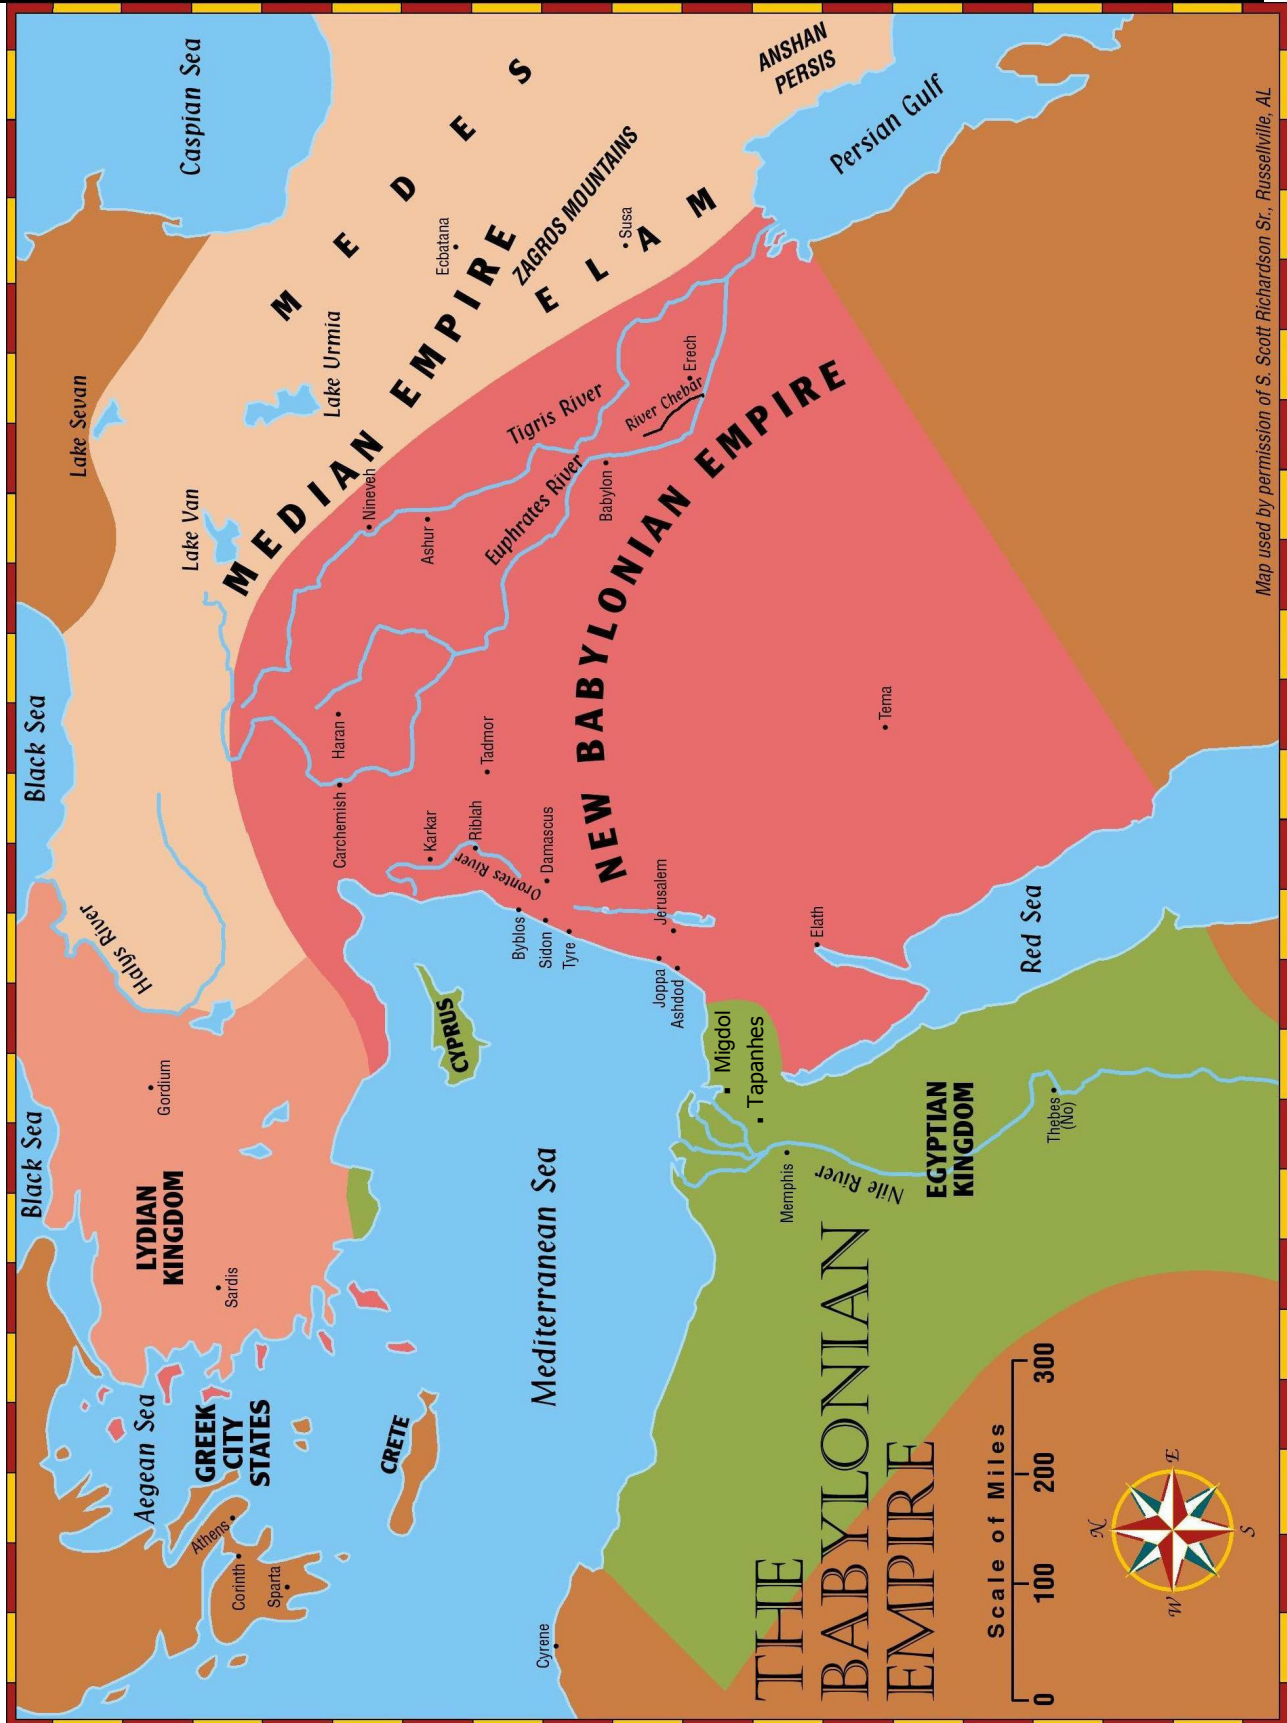 THE
BABYLONIAN
EMPIRE
Scale of Miles
0 100 200 300
N
E
S
W
Black Sea
Black Sea
Caspian Sea
Lake Sevan
Lake Van
Lake Urmia
Halys River
Gordium
LYDIAN
KINGDOM
Sardis
Aegean Sea
GREEK
CITY
STATES
Athens
Corinth
Sparta
CRETE
CYPRUS
Mediterranean Sea
Cyrene
MEDES
MEDIAN EMPIRE
Ecbatana
ZAGROS MOUNTAINS
ELAM
Susa
ANSHAN
PERSIS
Persian Gulf
Nineveh
Ashur
Tigris River
Euphrates River
Babylon
River Chebar
Erech
NEW BABYLONIAN EMPIRE
Haran
Carchemish
Karkar
Riblah
Tadmor
Orontes River
Damascus
Byblos
Sidon
Tyre
Jerusalem
Joppa
Ashdod
Elath
Tema
Red Sea
Migdol
Tapanhes
Memphis
Nile River
EGYPTIAN
KINGDOM
Thebes
(No)
Map used by permission of S. Scott Richardson Sr., Russellville, AL